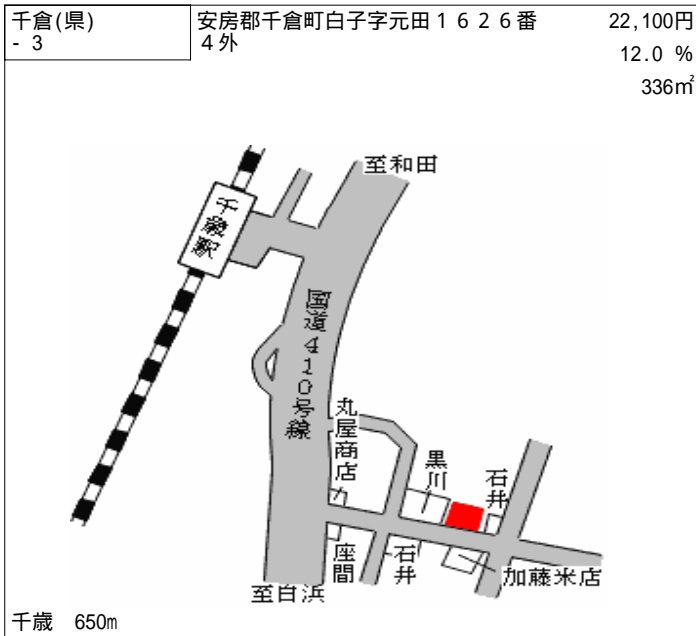 千倉(県)
- 3
安房郡千倉町白子字元田１６２６番
４外
22,100円
12.0 %
336㎡
至和田
千歳駅
国道410号線
丸屋商店
黒川
石井
座間
石井
加藤米店
至白浜
千歳 650m